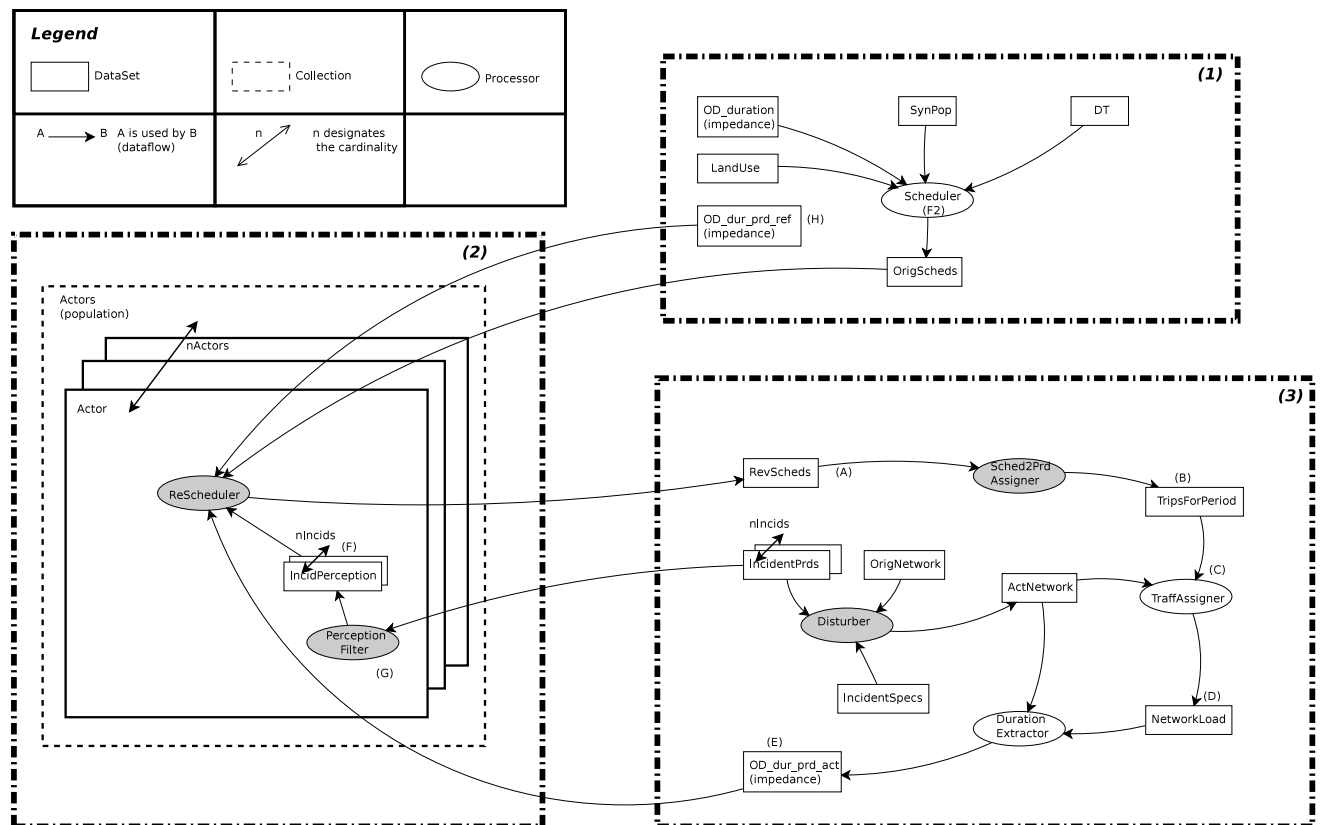 Legend
DataSet
Collection
Processor
A
B
A is used by B
(dataflow)
n
n designates
the cardinality
(1)
OD_duration
(impedance)
SynPop
DT
LandUse
Scheduler
(F2)
OD_dur_prd_ref
(impedance)
(H)
OrigScheds
(2)
Actors
(population)
nActors
Actor
ReScheduler
nIncids
(F)
IncidPerception
Perception
Filter
(G)
(3)
RevScheds
(A)
Sched2Prd
Assigner
(B)
TripsForPeriod
nIncids
IncidentPrds
OrigNetwork
ActNetwork
(C)
TraffAssigner
Disturber
IncidentSpecs
(D)
NetworkLoad
Duration
Extractor
(E)
OD_dur_prd_act
(impedance)